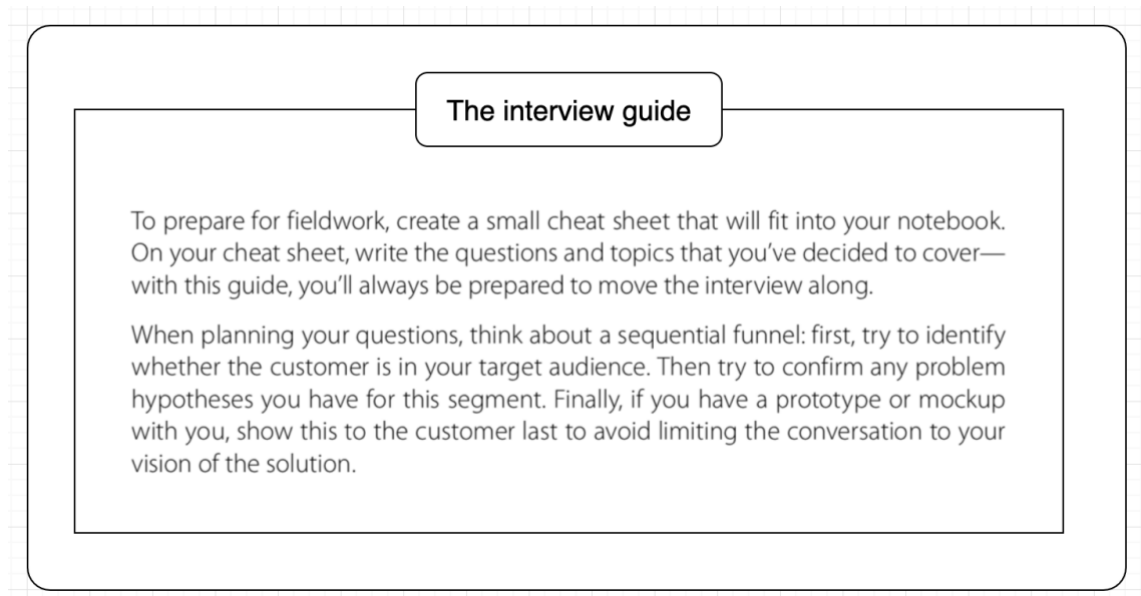 The interview guide
To prepare for fieldwork, create a small cheat sheet that will fit into your notebook.
On your cheat sheet, write the questions and topics that you’ve decided to cover—
with this guide, you’ll always be prepared to move the interview along.
When planning your questions, think about a sequential funnel: first, try to identify
whether the customer is in your target audience. Then try to confirm any problem
hypotheses you have for this segment. Finally, if you have a prototype or mockup
with you, show this to the customer last to avoid limiting the conversation to your
vision of the solution.